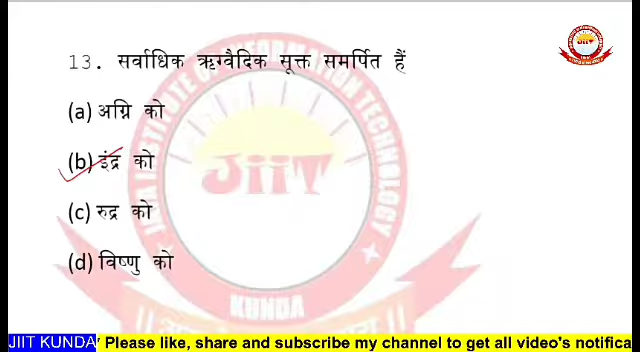 13. सर्वाधिक ऋग्वैदिक सूक्त समर्पित हैं
(a) अग्नि को
(b) इंद्र को
(c) रुद्र को
(d) विष्णु को
JIIT
KUNDA
JIIT KUNDA" Please like, share and subscribe my channel to get all video's notifica